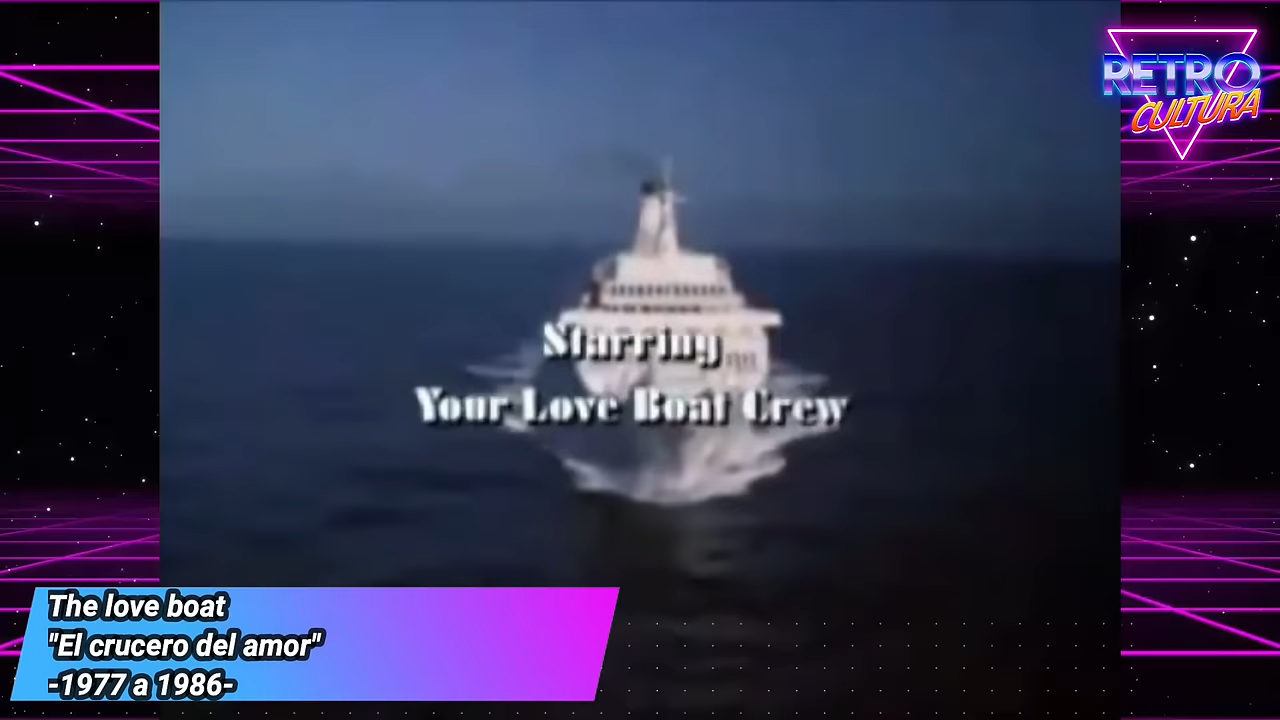 RETRO
CULTURA
Starring
Your Love Boat Crew
The love boat
"El crucero del amor"
-1977 a 1986-